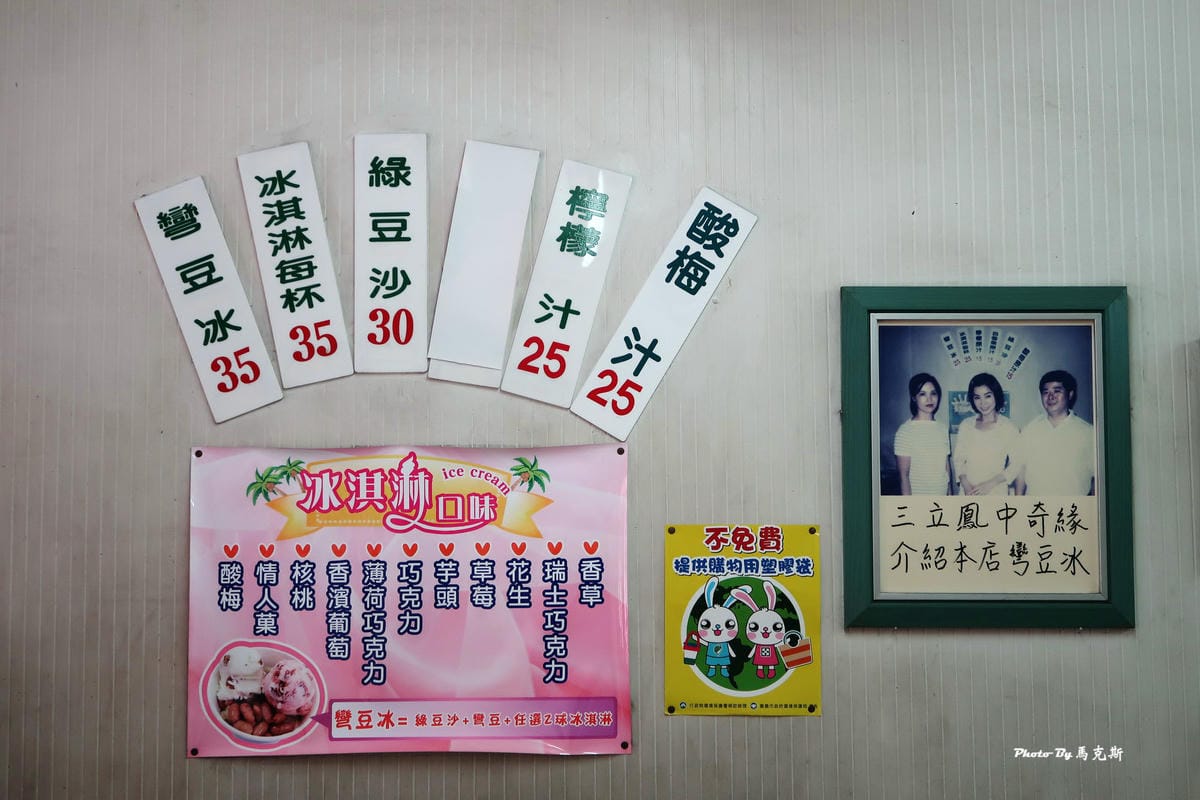 彎豆冰
35
冰淇淋每杯
35
綠豆沙
30
檸檬汁
25
酸梅汁
25
冰淇淋口味
ice cream
酸梅
情人菓
核桃
香濱葡萄
薄荷巧克力
巧克力
芋頭
草莓
花生
瑞士巧克力
香草
彎豆冰=綠豆沙+彎豆+任選2球冰淇淋
不免費
提供購物用塑膠袋
三立鳳中奇緣
介紹本店彎豆冰
Photo By 馬克斯